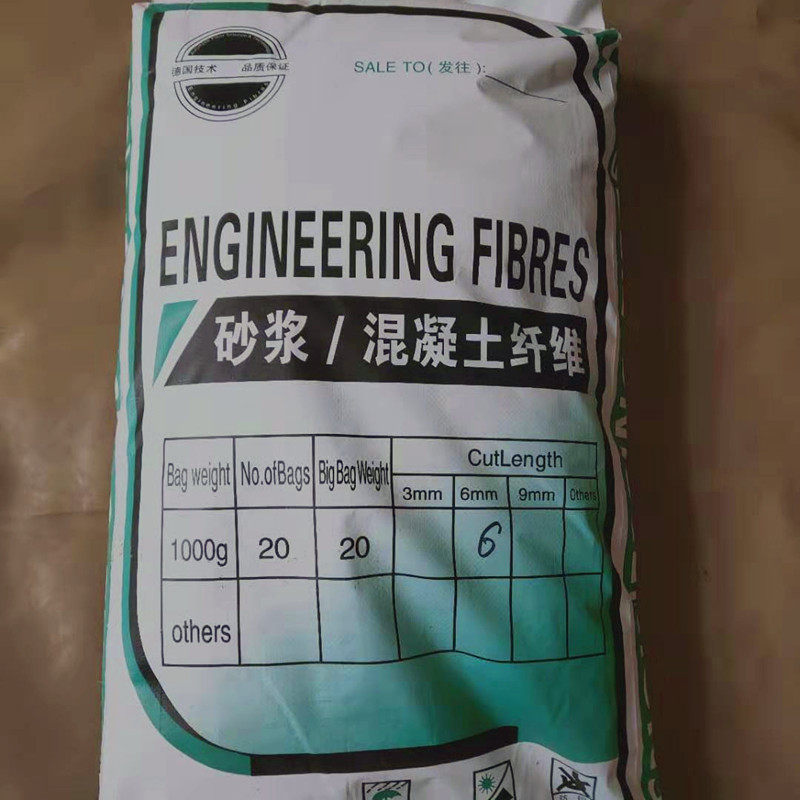 德国技术 品质保证
Engineering Fibres
SALE TO(发往):
ENGINEERING FIBRES
砂浆/混凝土纤维
Bag weight No.ofBags Big Bag Weight CutLength
3mm 6mm 9mm Others
1000g 20 20 6
others